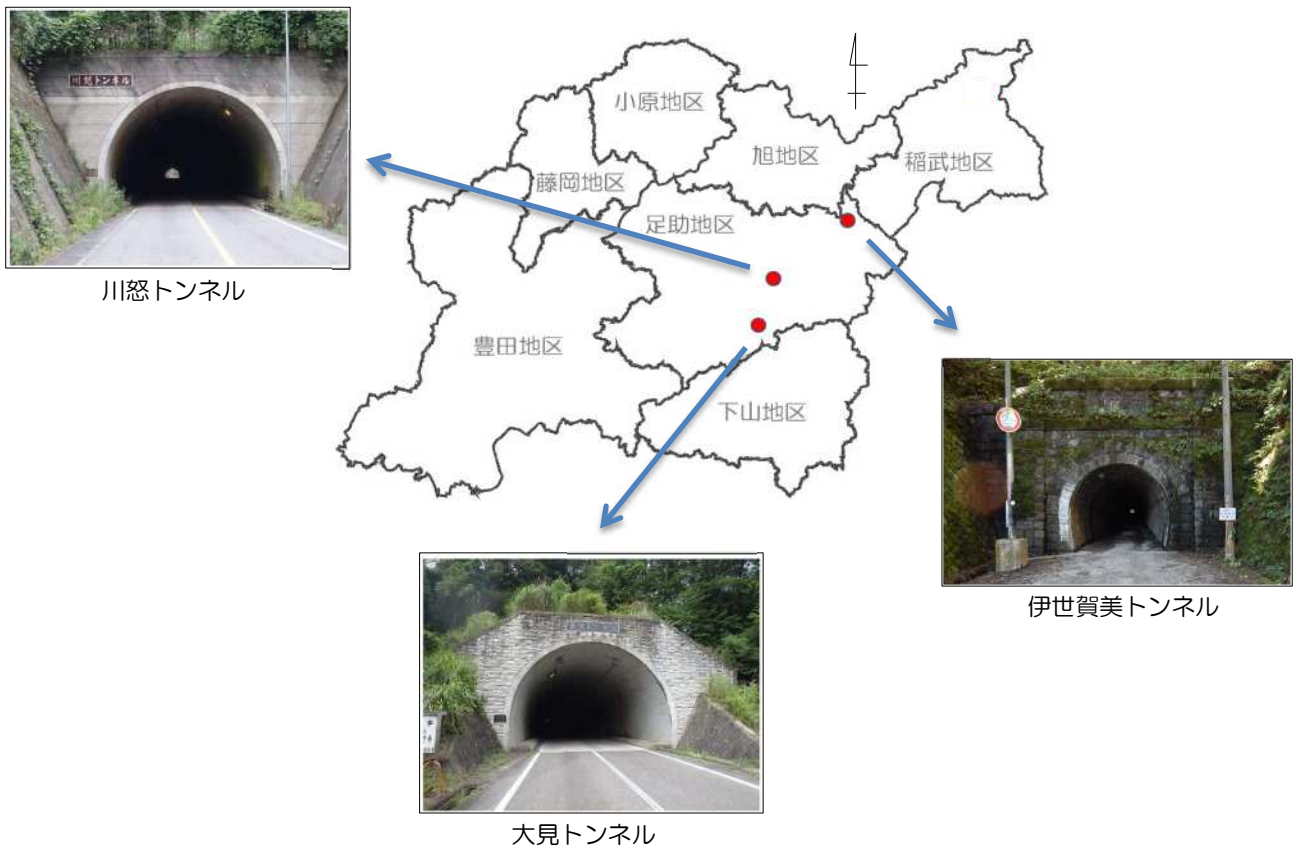 川怒トンネル
小原地区
旭地区
稲武地区
藤岡地区
足助地区
川怒トンネル
豊田地区
下山地区
伊世賀美トンネル
大見トンネル